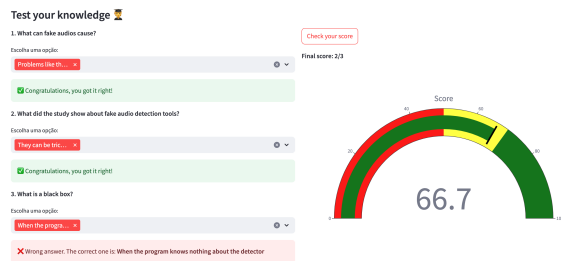 Test your knowledge 👨‍🎓
1. What can fake audios cause?
Escolha uma opção:
Problems like th... ×
✅ Congratulations, you got it right!
2. What did the study show about fake audio detection tools?
Escolha uma opção:
They can be tric... ×
✅ Congratulations, you got it right!
3. What is a black box?
Escolha uma opção:
When the progra... ×
❌ Wrong answer. The correct one is: When the program knows nothing about the detector
Check your score
Final score: 2/3
Score
0
20
40
60
80
10
66.7